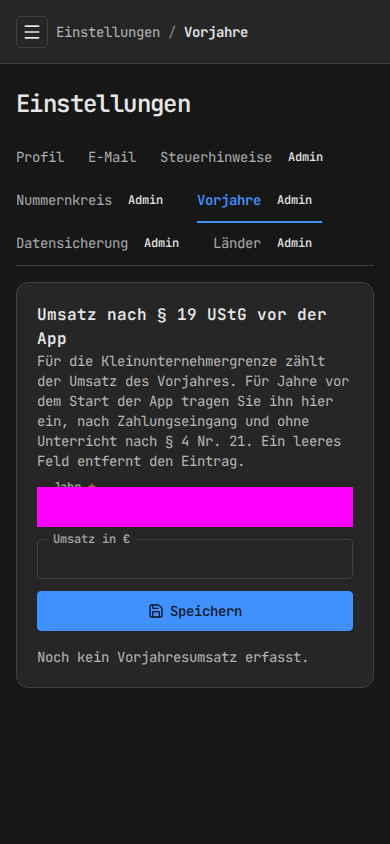 Einstellungen / Vorjahre
Einstellungen
Profil E-Mail Steuerhinweise Admin
Nummernkreis Admin Vorjahre Admin
Datensicherung Admin Länder Admin
Umsatz nach § 19 UStG vor der
App
Für die Kleinunternehmergrenze zählt
der Umsatz des Vorjahres. Für Jahre vor
dem Start der App tragen Sie ihn hier
ein, nach Zahlungseingang und ohne
Unterricht nach § 4 Nr. 21. Ein leeres
Feld entfernt den Eintrag.
Umsatz in €
Speichern
Noch kein Vorjahresumsatz erfasst.